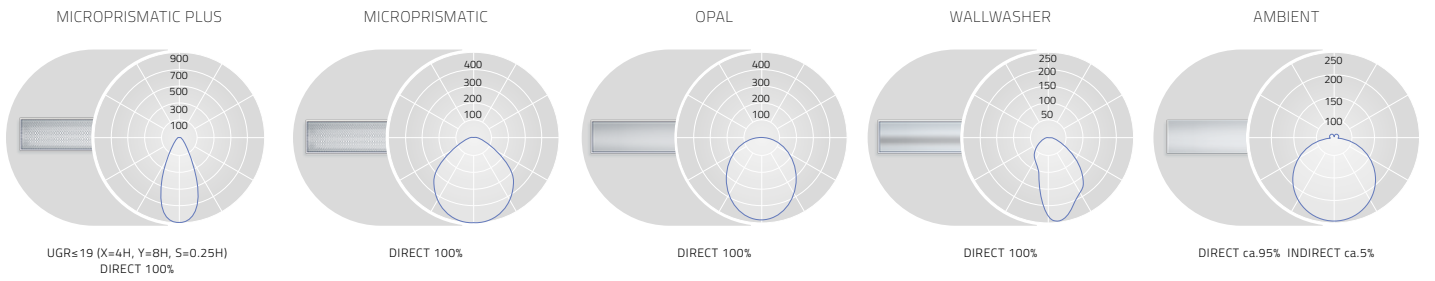 MICROPRISMATIC PLUS
900
700
500
300
100
UGR≤19 (X=4H, Y=8H, S=0.25H)
DIRECT 100%
MICROPRISMATIC
400
300
200
100
DIRECT 100%
OPAL
400
300
200
100
DIRECT 100%
WALLWASHER
250
200
150
100
50
DIRECT 100%
AMBIENT
250
200
150
100
DIRECT ca.95% INDIRECT ca.5%